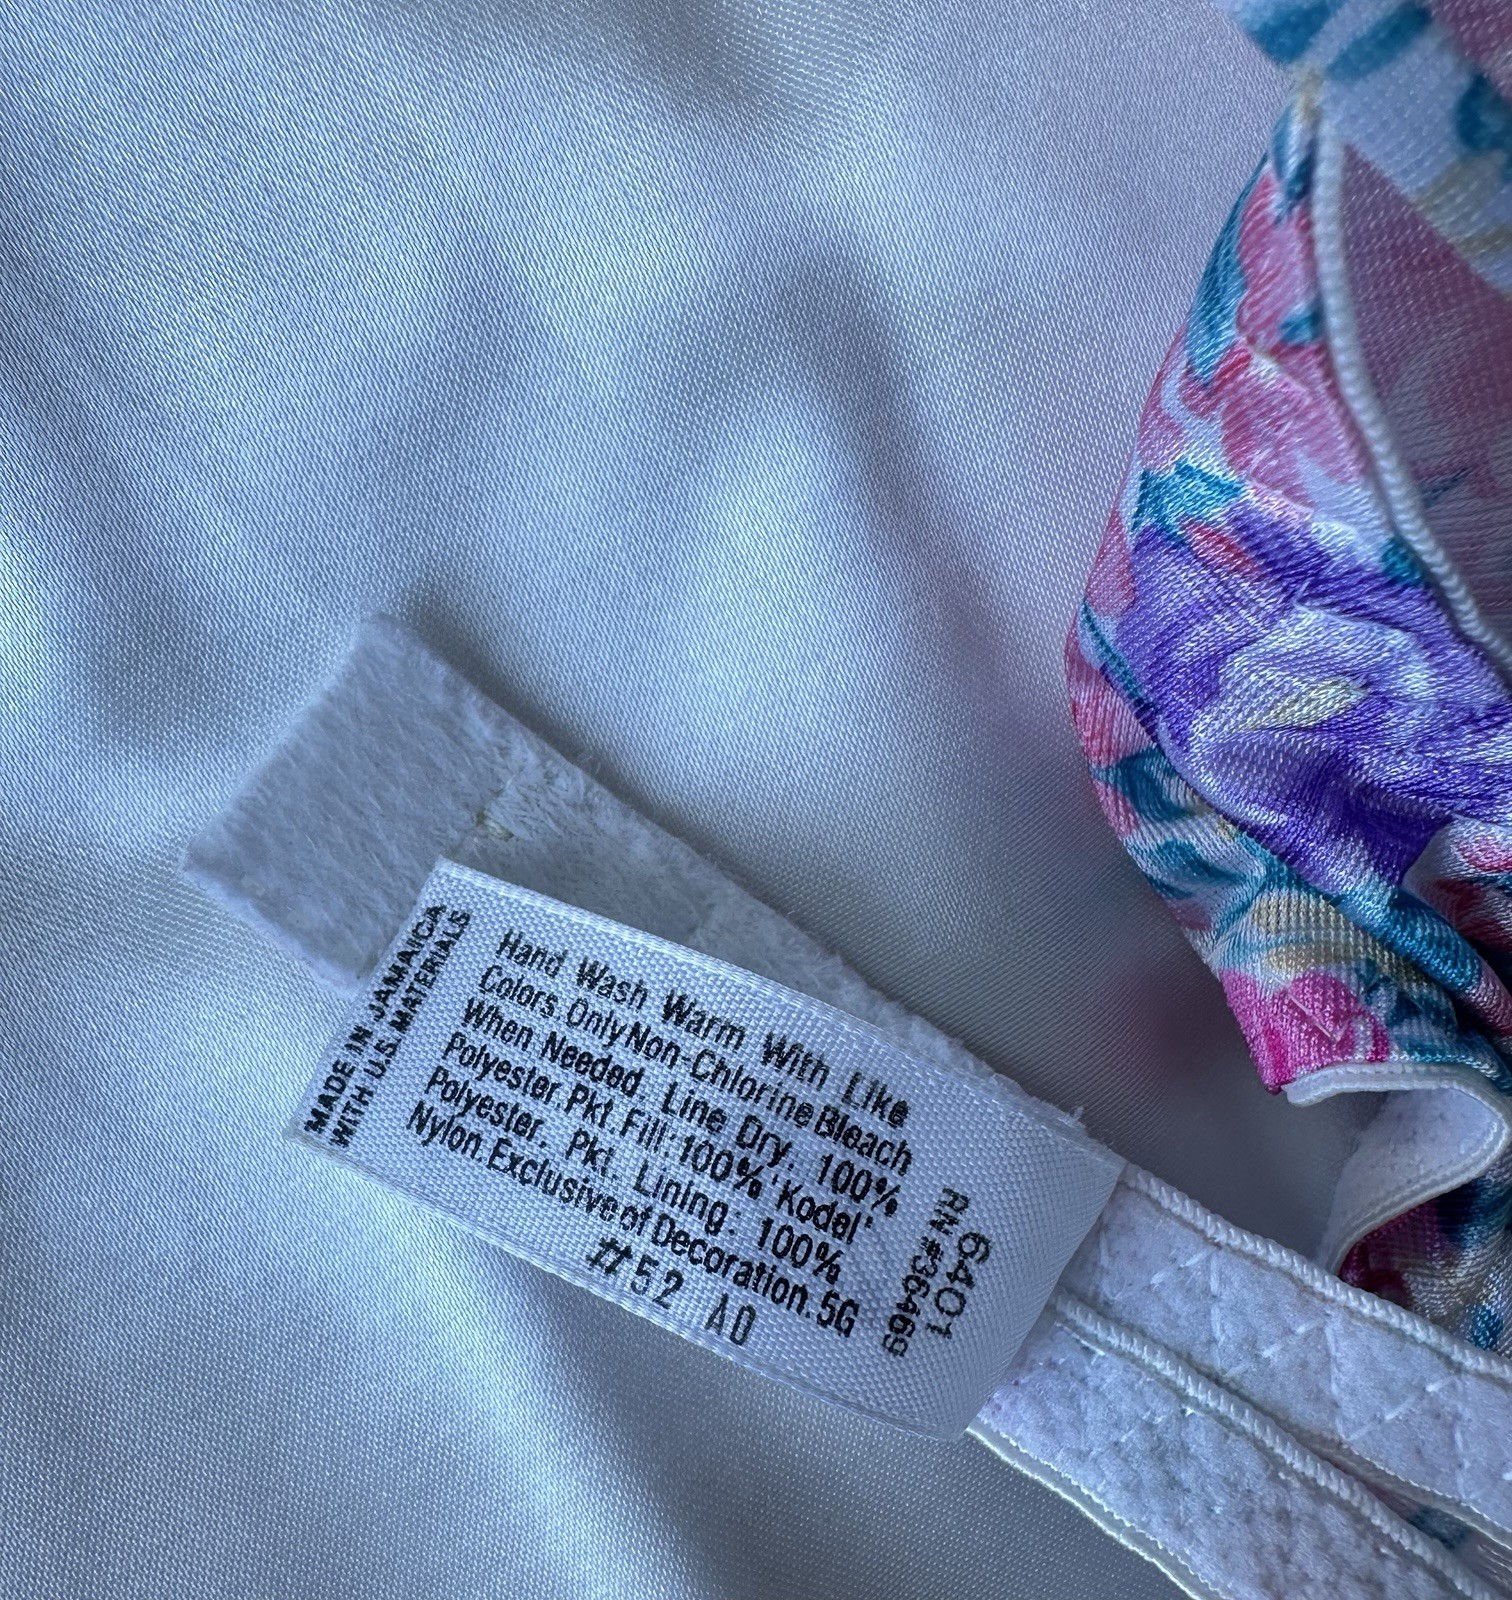 MADE IN JAMAICA
WITH U.S. MATERIALS
Hand Wash Warm With Like
Colors. Only Non-Chlorine Bleach
When Needed. Line Dry. 100%
Polyester. Pkt. Fill: 100% 'Kodel'
Polyester. Pkt. Lining: 100%
Nylon. Exclusive of Decoration. 5G
#52 AO
6401
RN #36469